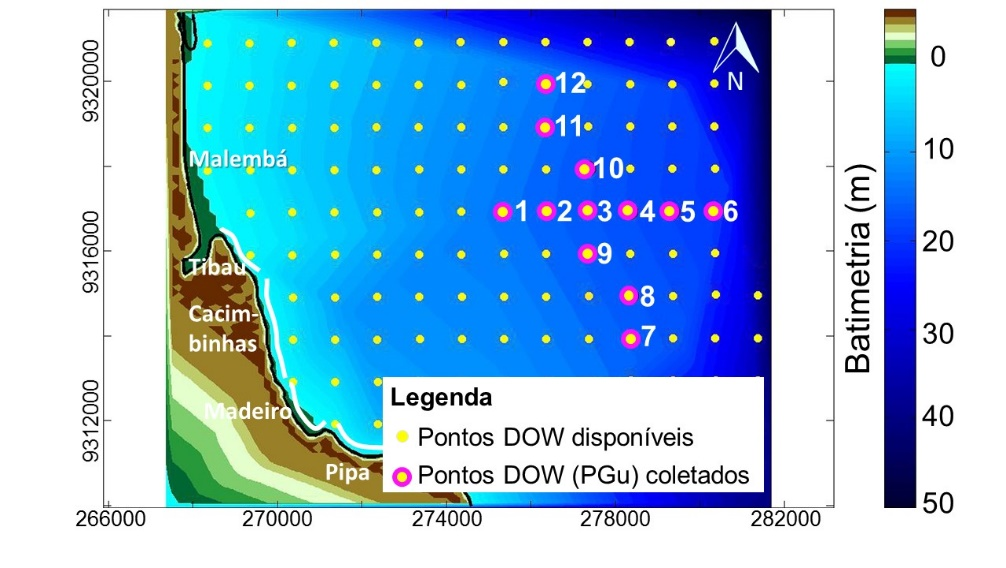 9320000
9316000
9312000
266000
270000
274000
278000
282000
N
12
11
10
1
2
3
4
5
6
9
8
7
Malembá
Tibau
Cacim-
binhas
Madeiro
Pipa
Legenda
Pontos DOW disponíveis
Pontos DOW (PGu) coletados
Batimetria (m)
0
10
20
30
40
50